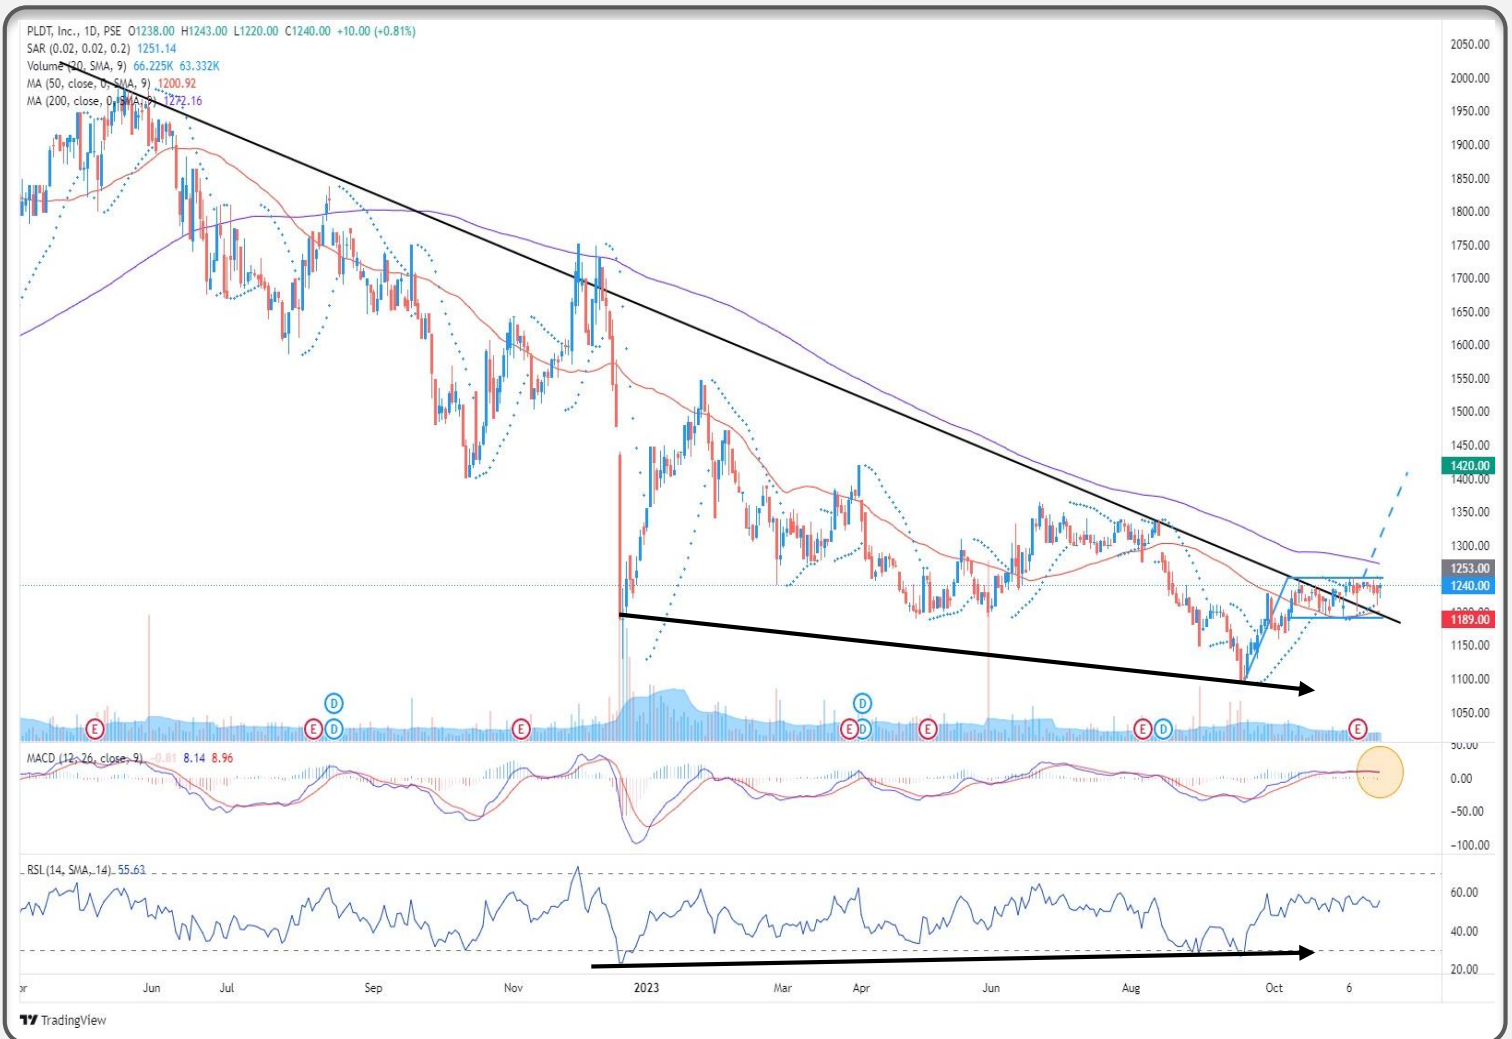 PLDT, Inc., 1D, PSE O1238.00 H1243.00 L1220.00 C1240.00 +10.00 (+0.81%)
SAR (0.02, 0.02, 0.2) 1251.14
Volume (20, SMA, 9) 66.225K 63.332K
MA (50, close, 0, SMA, 9) 1200.92
MA (200, close, 0, SMA, 9) 1272.16
2050.00
2000.00
1950.00
1900.00
1850.00
1800.00
1750.00
1700.00
1650.00
1600.00
1550.00
1500.00
1450.00
1420.00
1400.00
1350.00
1300.00
1253.00
1240.00
1189.00
1150.00
1100.00
1050.00
D D
E E D E E D E E D E
MACD (12, 26, close, 9) -0.81 8.14 8.96
50.00
0.00
-50.00
-100.00
RSI (14, SMA, 14) 55.63
60.00
40.00
20.00
Jun Jul Sep Nov 2023 Mar Apr Jun Aug Oct 6
TradingView